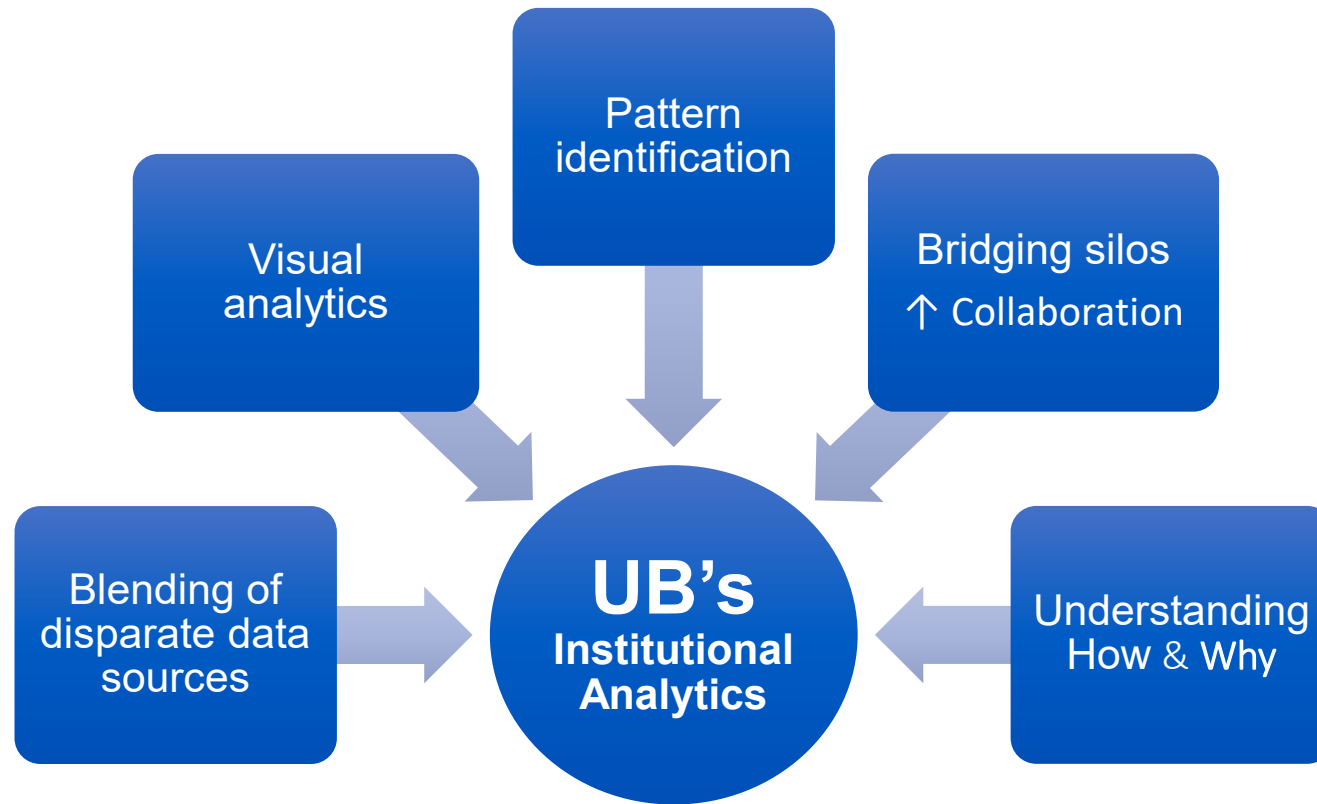 Pattern
identification
Visual
analytics
Bridging silos
↑ Collaboration
Blending of
disparate data
sources
UB’s
Institutional
Analytics
Understanding
How & Why